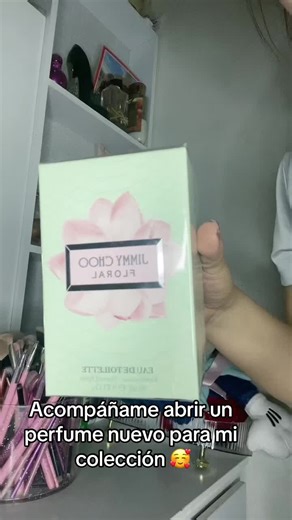 JIMMY CHOO
FLORAL
EAU DE TOILETTE
Acompáñame abrir un
perfume nuevo para mi
colección 🥰